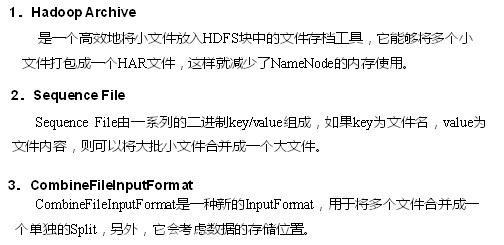 1．Hadoop Archive
是一个高效地将小文件放入HDFS块中的文件存档工具，它能够将多个小
文件打包成一个HAR文件，这样就减少了NameNode的内存使用。
2．Sequence File
Sequence File由一系列的二进制key/value组成，如果key为文件名，value为
文件内容，则可以将大批小文件合并成一个大文件。
3．CombineFileInputFormat
CombineFileInputFormat是一种新的InputFormat，用于将多个文件合并成一
个单独的Split，另外，它会考虑数据的存储位置。